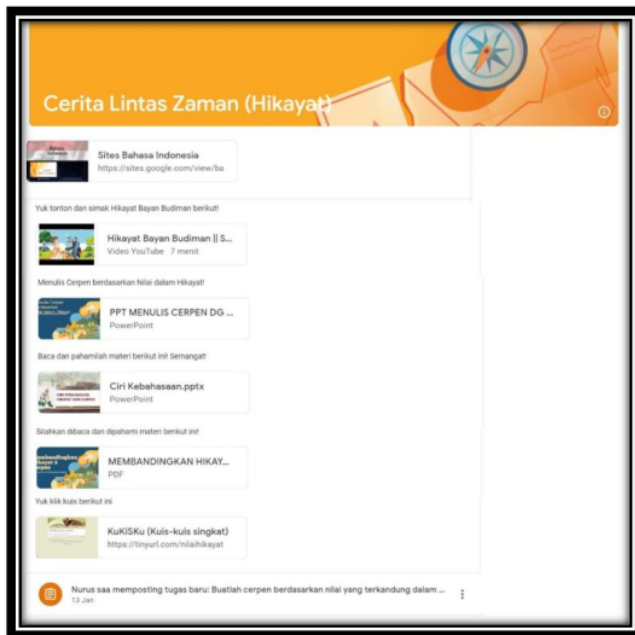 Cerita Lintas Zaman (Hikayat)
Sites Bahasa Indonesia
https://sites.google.com/view/ba
Yuk tonton dan simak Hikayat Bayan Budiman berikut!
Hikayat Bayan Budiman || S...
Video YouTube 7 menit
Menulis Cerpen berdasarkan Nilai dalam Hikayat!
PPT MENULIS CERPEN DG ...
PowerPoint
Baca dan pahamilah materi berikut ini! Semangat!
Ciri Kebahasaan.pptx
PowerPoint
Silahkan dibaca dan dipahami materi berikut ini!
MEMBANDINGKAN HIKAY...
PDF
Yuk klik kuis berikut ini
KuKiSKu (Kuis-kuis singkat)
https://tinyurl.com/nilaihikayat
Nurus saa memposting tugas baru: Buatlah cerpen berdasarkan nilai yang terkandung dalam ...
13 Jan